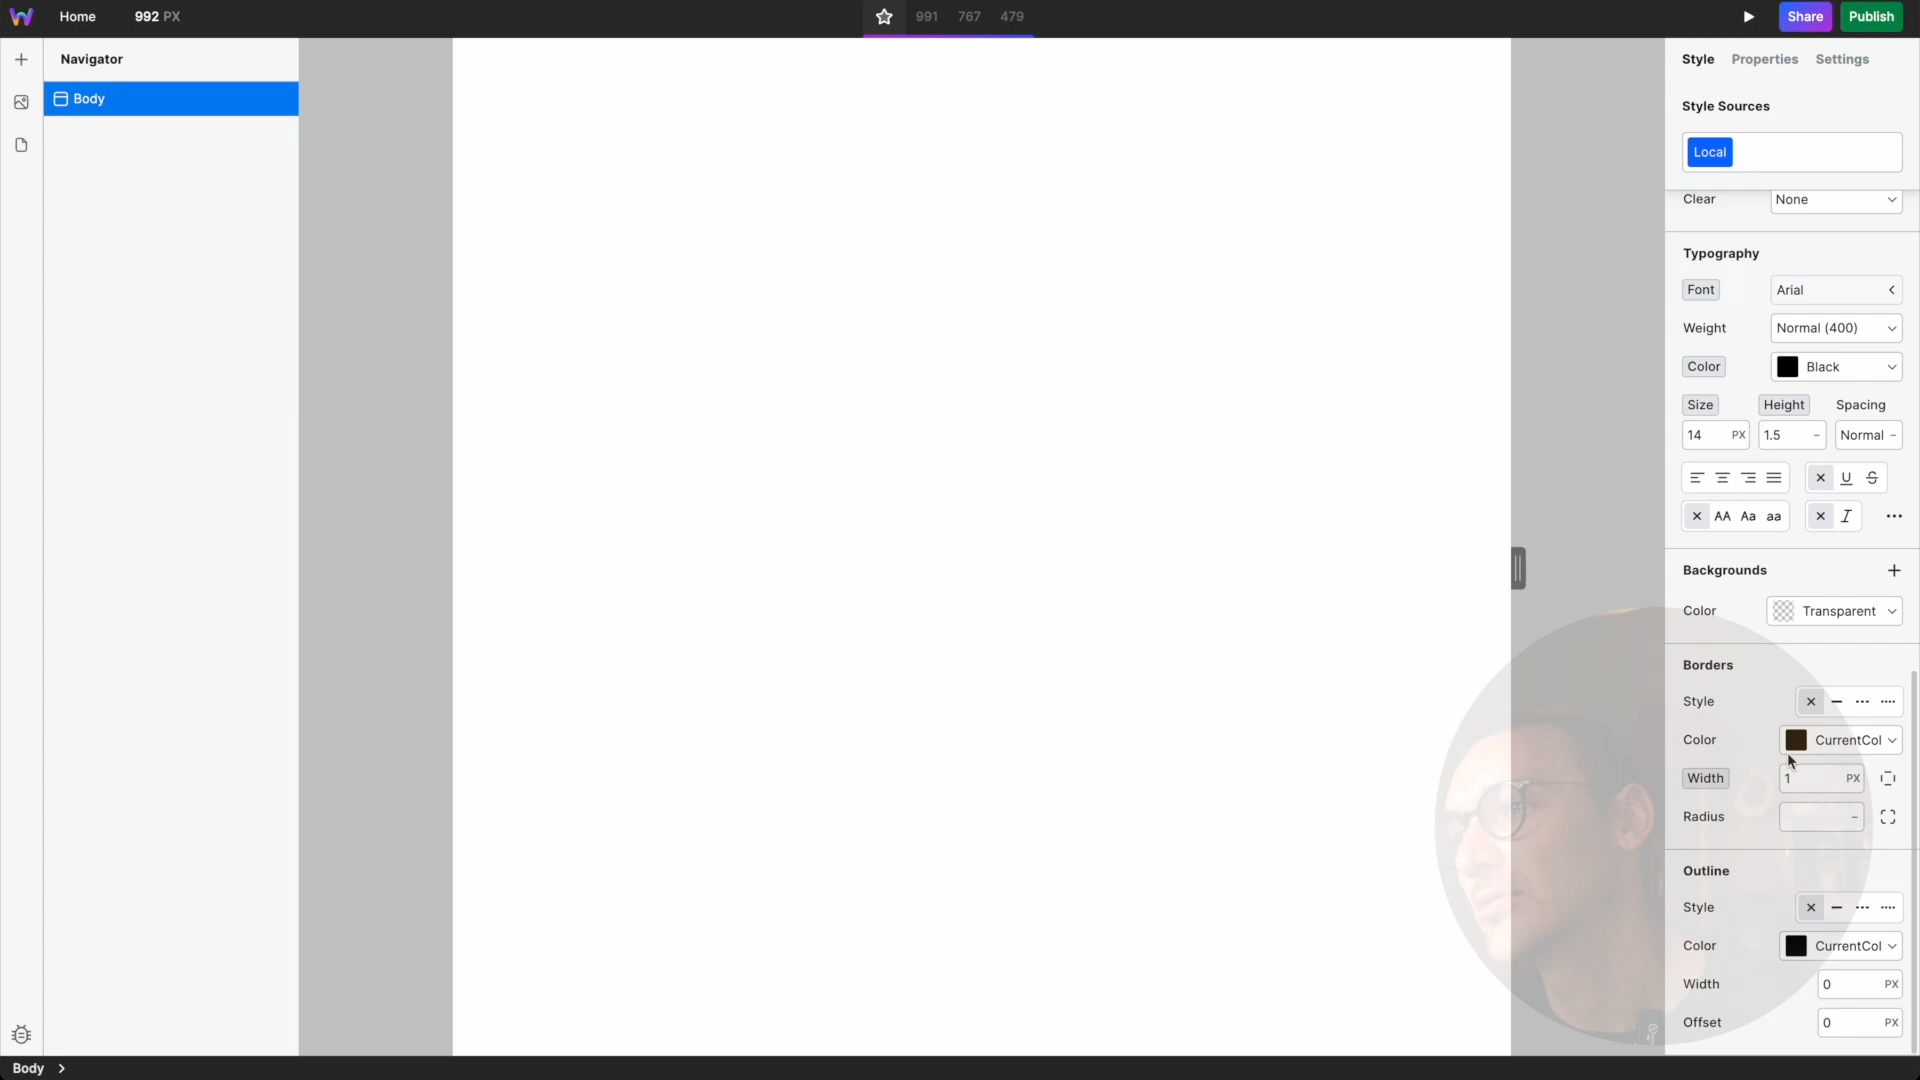 Home 992 PX 991 767 479 Share Publish
Navigator Style Properties Settings
Body
Style Sources
Local
Clear None
Typography
Font Arial
Weight Normal (400)
Color Black
Size Height Spacing
14 PX 1.5 – Normal –
U S
AA Aa aa I
Backgrounds
Color Transparent
Borders
Style
Color CurrentCol
Width 1 PX
Radius –
Outline
Style
Color CurrentCol
Width 0 PX
Offset 0 PX
Body